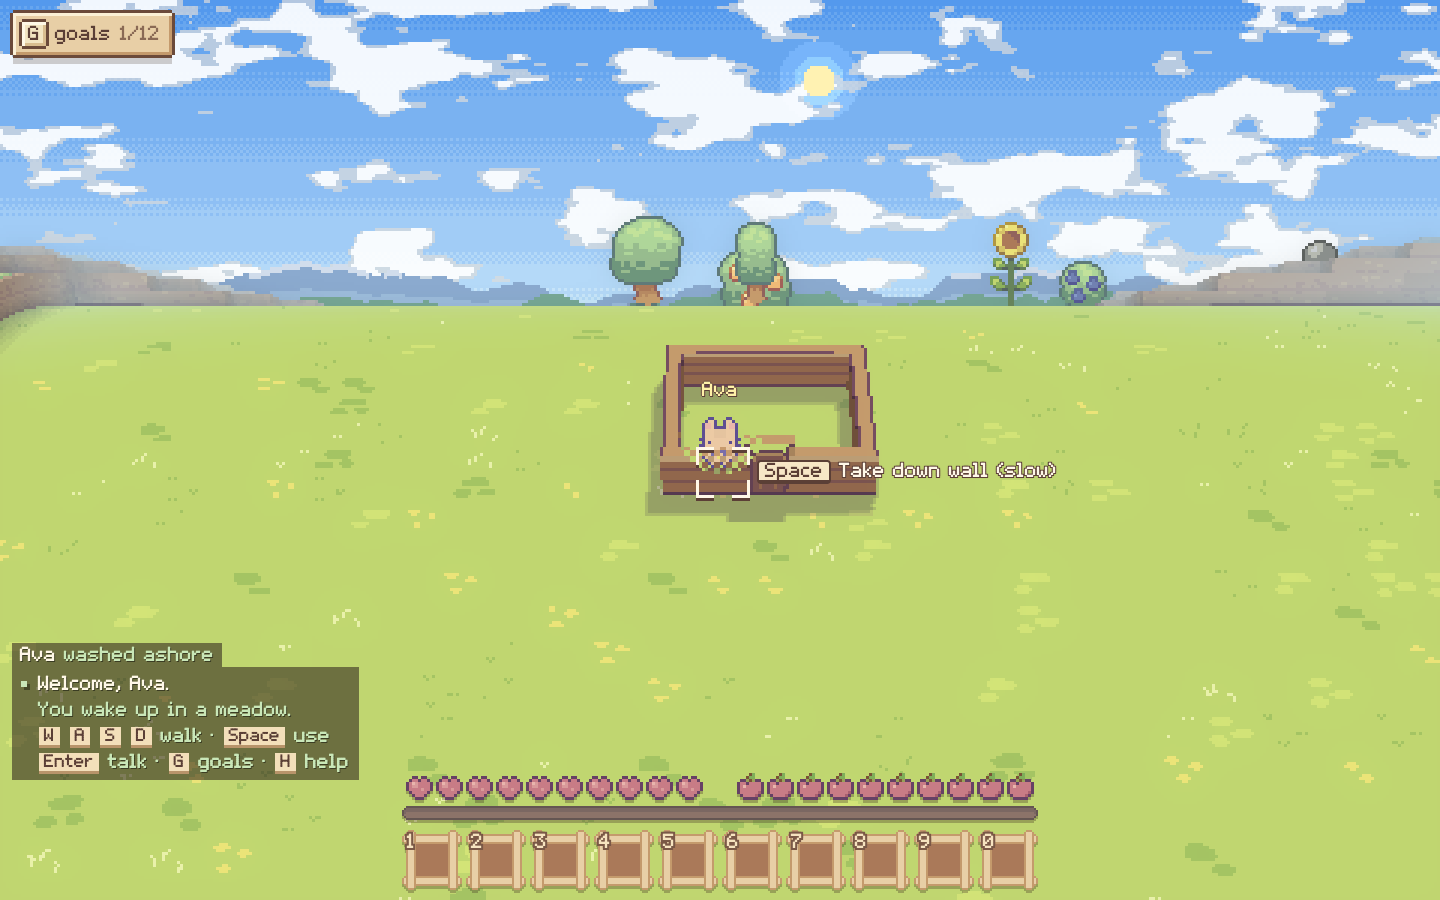 G goals 1/12
Ava
Space Take down wall (slow)
Ava washed ashore
Welcome, Ava.
You wake up in a meadow.
W A S D walk · Space use
Enter talk · G goals · H help
1 2 3 4 5 6 7 8 9 0